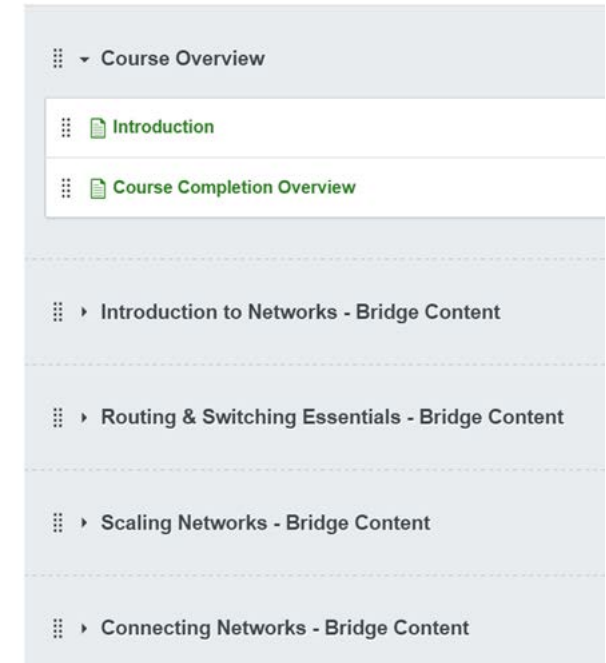 Course Overview
Introduction
Course Completion Overview
Introduction to Networks - Bridge Content
Routing & Switching Essentials - Bridge Content
Scaling Networks - Bridge Content
Connecting Networks - Bridge Content